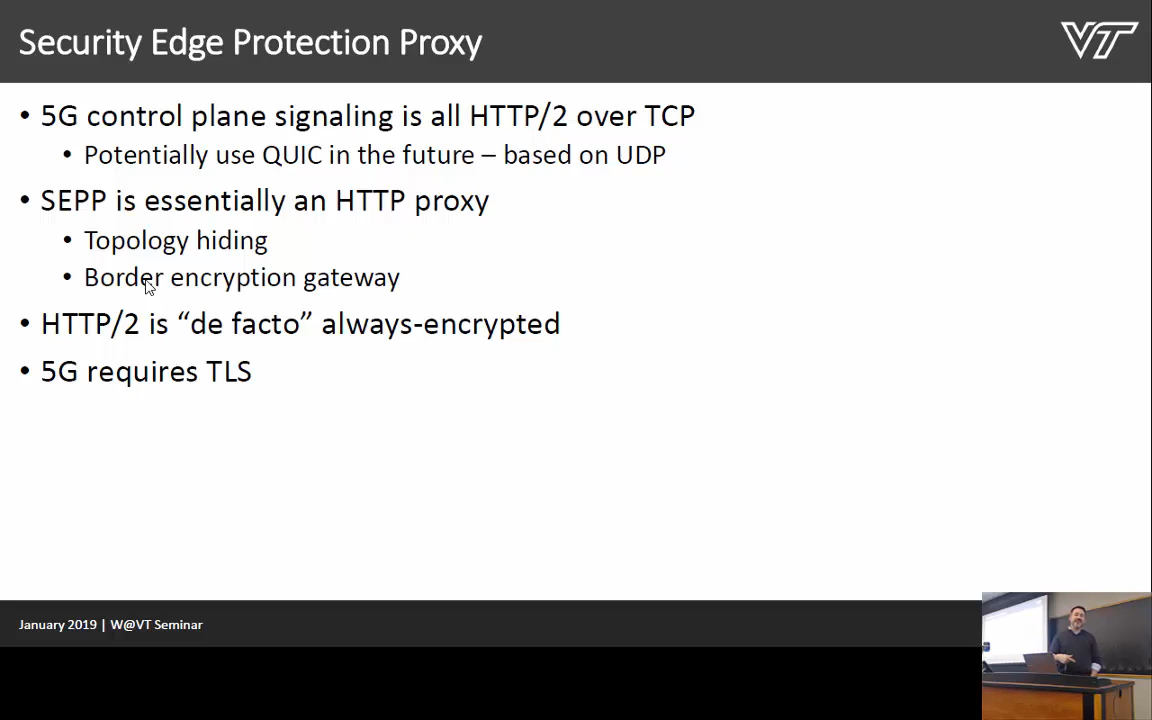 Security Edge Protection Proxy
VT
• 5G control plane signaling is all HTTP/2 over TCP
• Potentially use QUIC in the future – based on UDP
• SEPP is essentially an HTTP proxy
• Topology hiding
• Border encryption gateway
• HTTP/2 is “de facto” always-encrypted
• 5G requires TLS
January 2019 | W@VT Seminar